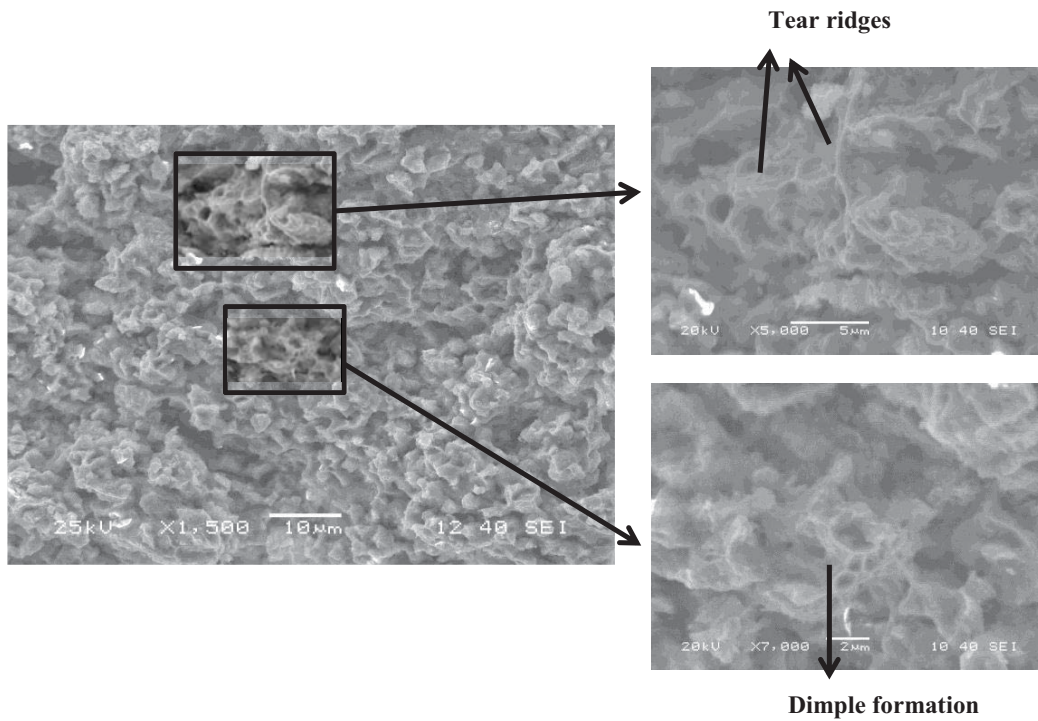 Tear ridges
20kV X5,000 5µm 10 40 SEI
25kV X1,500 10µm 12 40 SEI
20kV X7,000 2µm 10 40 SEI
Dimple formation